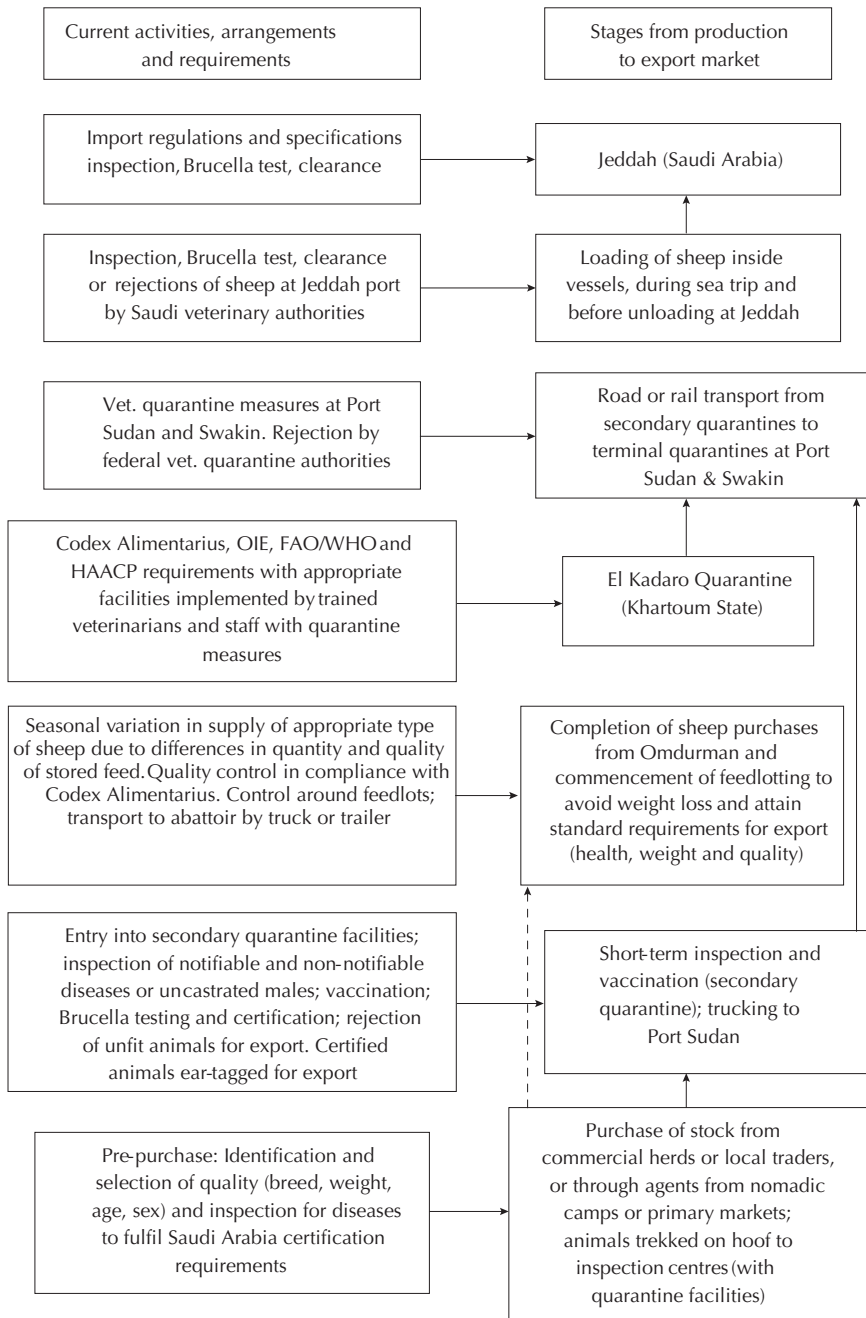 Current activities, arrangements
and requirements
Stages from production
to export market
Import regulations and specifications
inspection, Brucella test, clearance
Jeddah (Saudi Arabia)
Inspection, Brucella test, clearance
or rejections of sheep at Jeddah port
by Saudi veterinary authorities
Loading of sheep inside
vessels, during sea trip and
before unloading at Jeddah
Vet. quarantine measures at Port
Sudan and Swakin. Rejection by
federal vet. quarantine authorities
Road or rail transport from
secondary quarantines to
terminal quarantines at Port
Sudan & Swakin
Codex Alimentarius, OIE, FAO/WHO and
HAACP requirements with appropriate
facilities implemented by trained
veterinarians and staff with quarantine
measures
El Kadaro Quarantine
(Khartoum State)
Seasonal variation in supply of appropriate type
of sheep due to differences in quantity and quality
of stored feed. Quality control in compliance with
Codex Alimentarius. Control around feedlots;
transport to abattoir by truck or trailer
Completion of sheep purchases
from Omdurman and
commencement of feedlotting to
avoid weight loss and attain
standard requirements for export
(health, weight and quality)
Entry into secondary quarantine facilities;
inspection of notifiable and non-notifiable
diseases or uncastrated males; vaccination;
Brucella testing and certification; rejection
of unfit animals for export. Certified
animals ear-tagged for export
Short-term inspection and
vaccination (secondary
quarantine); trucking to
Port Sudan
Pre-purchase: Identification and
selection of quality (breed, weight,
age, sex) and inspection for diseases
to fulfil Saudi Arabia certification
requirements
Purchase of stock from
commercial herds or local traders,
or through agents from nomadic
camps or primary markets;
animals trekked on hoof to
inspection centres (with
quarantine facilities)